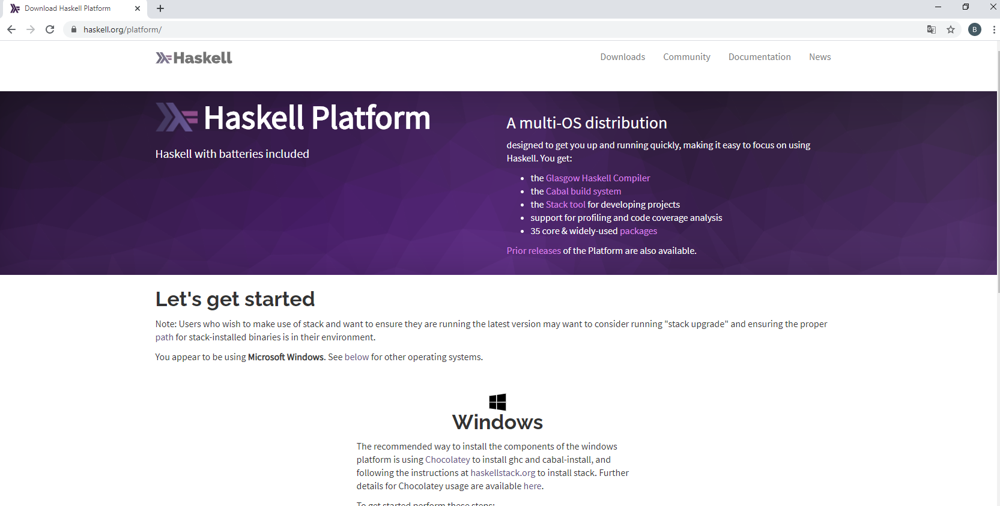 Download Haskell Platform
haskell.org/platform/
B
Haskell
Downloads Community Documentation News
Haskell Platform
Haskell with batteries included
A multi-OS distribution
designed to get you up and running quickly, making it easy to focus on using
Haskell. You get:
the Glasgow Haskell Compiler
the Cabal build system
the Stack tool for developing projects
support for profiling and code coverage analysis
35 core & widely-used packages
Prior releases of the Platform are also available.
Let's get started
Note: Users who wish to make use of stack and want to ensure they are running the latest version may want to consider running "stack upgrade" and ensuring the proper
path for stack-installed binaries is in their environment.
You appear to be using Microsoft Windows. See below for other operating systems.
Windows
The recommended way to install the components of the windows
platform is using Chocolatey to install ghc and cabal-install, and
following the instructions at haskellstack.org to install stack. Further
details for Chocolatey usage are available here.
To get started perform these steps: